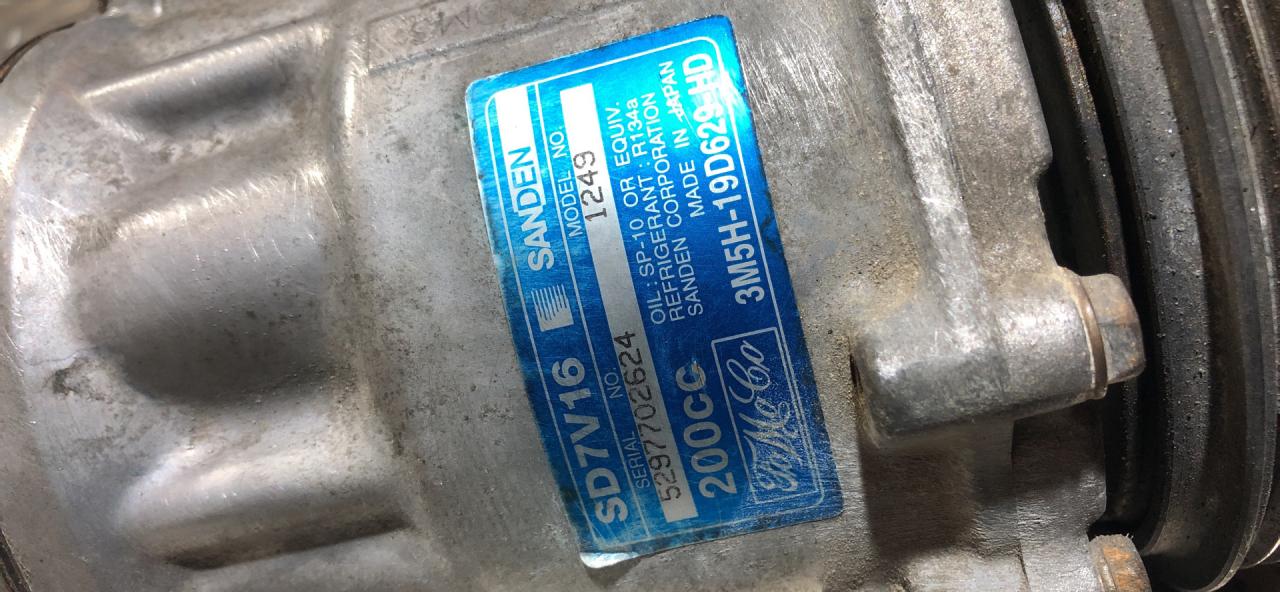 SD7V16 SANDEN
SERIAL NO. MODEL NO.
5297702624 1249
200CC
OIL : SP-10 OR EQUIV.
REFRIGERANT : R134a
SANDEN CORPORATION
MADE IN JAPAN
FoMoCo 3M5H-19D629-HD